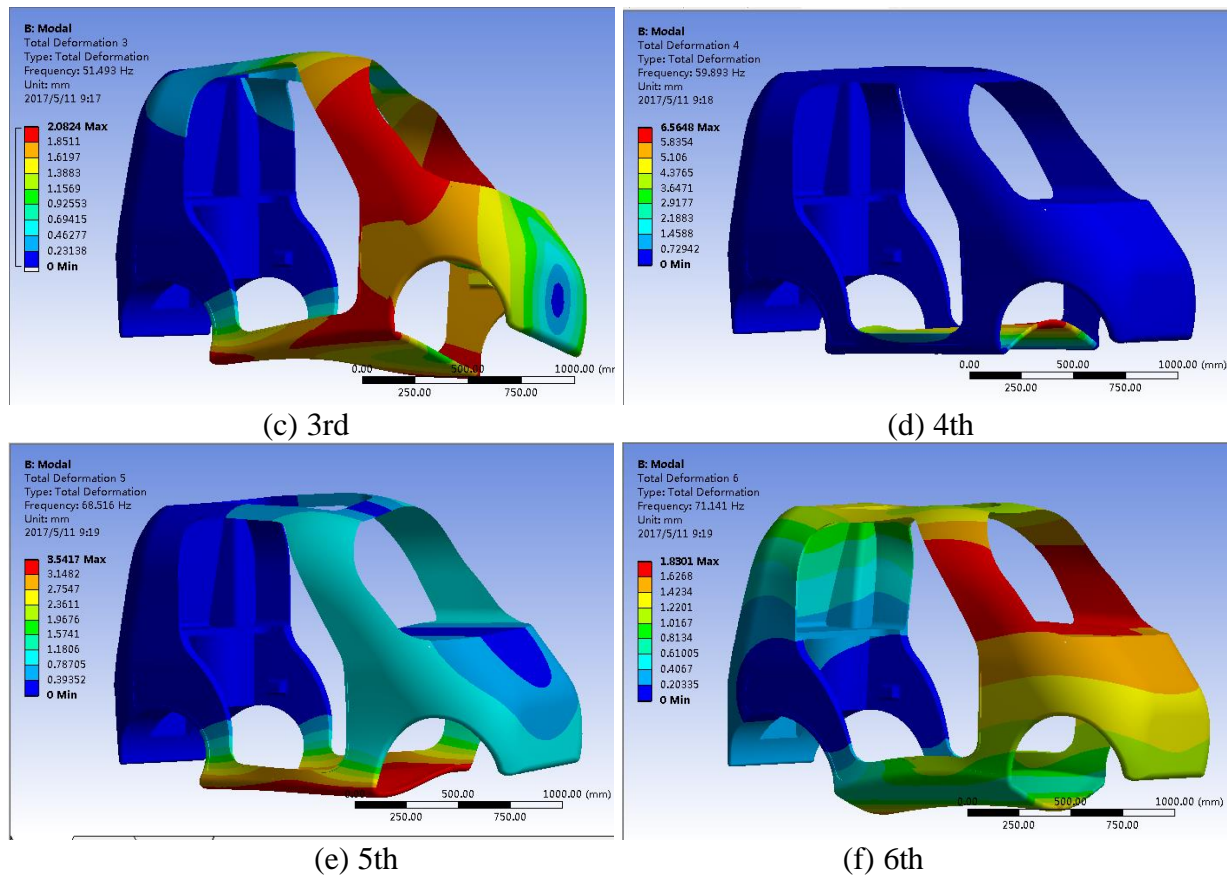 B: Modal
Total Deformation 3
Type: Total Deformation
Frequency: 51.493 Hz
Unit: mm
2017/5/11 9:17
2.0824 Max
1.8511
1.6197
1.3883
1.1569
0.92553
0.69415
0.46277
0.23138
0 Min
0.00 500.00 1000.00 (mm)
250.00 750.00
(c) 3rd
B: Modal
Total Deformation 4
Type: Total Deformation
Frequency: 59.893 Hz
Unit: mm
2017/5/11 9:18
6.5648 Max
5.8354
5.106
4.3765
3.6471
2.9177
2.1883
1.4588
0.72942
0 Min
0.00 500.00 1000.00 (mm)
250.00 750.00
(d) 4th
B: Modal
Total Deformation 5
Type: Total Deformation
Frequency: 68.516 Hz
Unit: mm
2017/5/11 9:19
3.5417 Max
3.1482
2.7547
2.3611
1.9676
1.5741
1.1806
0.78705
0.39352
0 Min
0.00 500.00 1000.00 (mm)
250.00 750.00
(e) 5th
B: Modal
Total Deformation 6
Type: Total Deformation
Frequency: 71.141 Hz
Unit: mm
2017/5/11 9:19
1.8301 Max
1.6268
1.4234
1.2201
1.0167
0.8134
0.61005
0.4067
0.20335
0 Min
0.00 500.00 1000.00 (mm)
250.00 750.00
(f) 6th